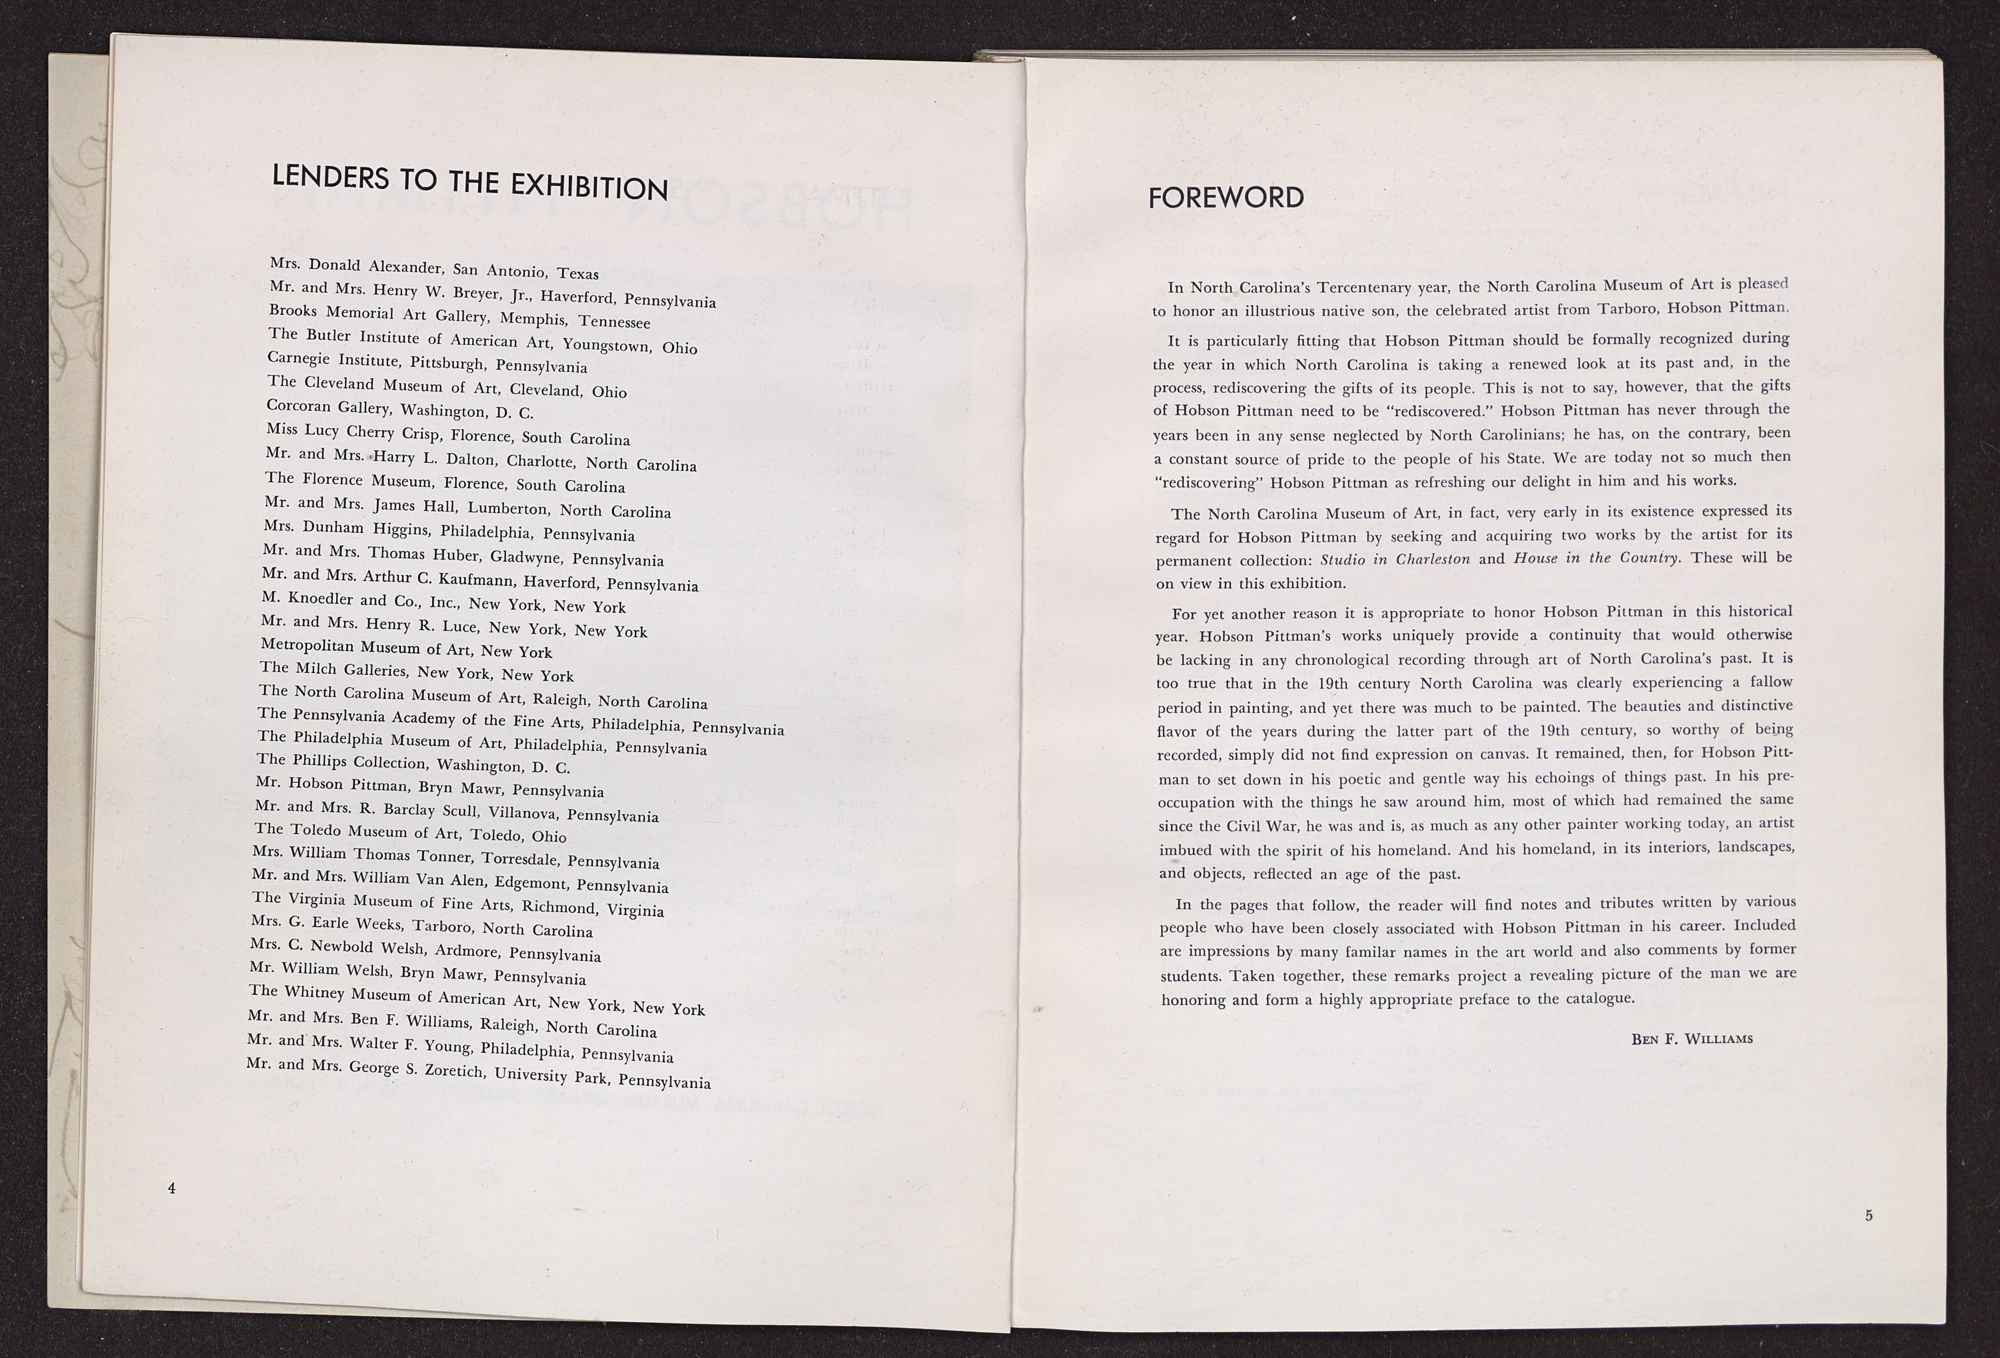 LENDERS TO THE EXHIBITION
Mrs. Donald Alexander, San Antonio, Texas
Mr. and Mrs. Henry W. Breyer, Jr., Haverford, Pennsylvania
Brooks Memorial Art Gallery, Memphis, Tennessee
The Butler Institute of American Art, Youngstown, Ohio
Carnegie Institute, Pittsburgh, Pennsylvania
The Cleveland Museum of Art, Cleveland, Ohio
Corcoran Gallery, Washington, D. C.
Miss Lucy Cherry Crisp, Florence, South Carolina
Mr. and Mrs. Harry L. Dalton, Charlotte, North Carolina
The Florence Museum, Florence, South Carolina
Mr. and Mrs. James Hall, Lumberton, North Carolina
Mrs. Dunham Higgins, Philadelphia, Pennsylvania
Mr. and Mrs. Thomas Huber, Gladwyne, Pennsylvania
Mr. and Mrs. Arthur C. Kaufmann, Haverford, Pennsylvania
M. Knoedler and Co., Inc., New York, New York
Mr. and Mrs. Henry R. Luce, New York, New York
Metropolitan Museum of Art, New York
The Milch Galleries, New York, New York
The North Carolina Museum of Art, Raleigh, North Carolina
The Pennsylvania Academy of the Fine Arts, Philadelphia, Pennsylvania
The Philadelphia Museum of Art, Philadelphia, Pennsylvania
The Phillips Collection, Washington, D. C.
Mr. Hobson Pittman, Bryn Mawr, Pennsylvania
Mr. and Mrs. R. Barclay Scull, Villanova, Pennsylvania
The Toledo Museum of Art, Toledo, Ohio
Mrs. William Thomas Tonner, Torresdale, Pennsylvania
Mr. and Mrs. William Van Alen, Edgemont, Pennsylvania
The Virginia Museum of Fine Arts, Richmond, Virginia
Mrs. G. Earle Weeks, Tarboro, North Carolina
Mrs. C. Newbold Welsh, Ardmore, Pennsylvania
Mr. William Welsh, Bryn Mawr, Pennsylvania
The Whitney Museum of American Art, New York, New York
Mr. and Mrs. Ben F. Williams, Raleigh, North Carolina
Mr. and Mrs. Walter F. Young, Philadelphia, Pennsylvania
Mr. and Mrs. George S. Zoretich, University Park, Pennsylvania
4
FOREWORD
In North Carolina's Tercentenary year, the North Carolina Museum of Art is pleased
to honor an illustrious native son, the celebrated artist from Tarboro, Hobson Pittman.
It is particularly fitting that Hobson Pittman should be formally recognized during
the year in which North Carolina is taking a renewed look at its past and, in the
process, rediscovering the gifts of its people. This is not to say, however, that the gifts
of Hobson Pittman need to be “rediscovered.” Hobson Pittman has never through the
years been in any sense neglected by North Carolinians; he has, on the contrary, been
a constant source of pride to the people of his State. We are today not so much then
“rediscovering” Hobson Pittman as refreshing our delight in him and his works.
The North Carolina Museum of Art, in fact, very early in its existence expressed its
regard for Hobson Pittman by seeking and acquiring two works by the artist for its
permanent collection: Studio in Charleston and House in the Country. These will be
on view in this exhibition.
For yet another reason it is appropriate to honor Hobson Pittman in this historical
year. Hobson Pittman's works uniquely provide a continuity that would otherwise
be lacking in any chronological recording through art of North Carolina's past. It is
too true that in the 19th century North Carolina was clearly experiencing a fallow
period in painting, and yet there was much to be painted. The beauties and distinctive
flavor of the years during the latter part of the 19th century, so worthy of being
recorded, simply did not find expression on canvas. It remained, then, for Hobson Pitt-
man to set down in his poetic and gentle way his echoings of things past. In his pre-
occupation with the things he saw around him, most of which had remained the same
since the Civil War, he was and is, as much as any other painter working today, an artist
imbued with the spirit of his homeland. And his homeland, in its interiors, landscapes,
and objects, reflected an age of the past.
In the pages that follow, the reader will find notes and tributes written by various
people who have been closely associated with Hobson Pittman in his career. Included
are impressions by many familar names in the art world and also comments by former
students. Taken together, these remarks project a revealing picture of the man we are
honoring and form a highly appropriate preface to the catalogue.
BEN F. WILLIAMS
5